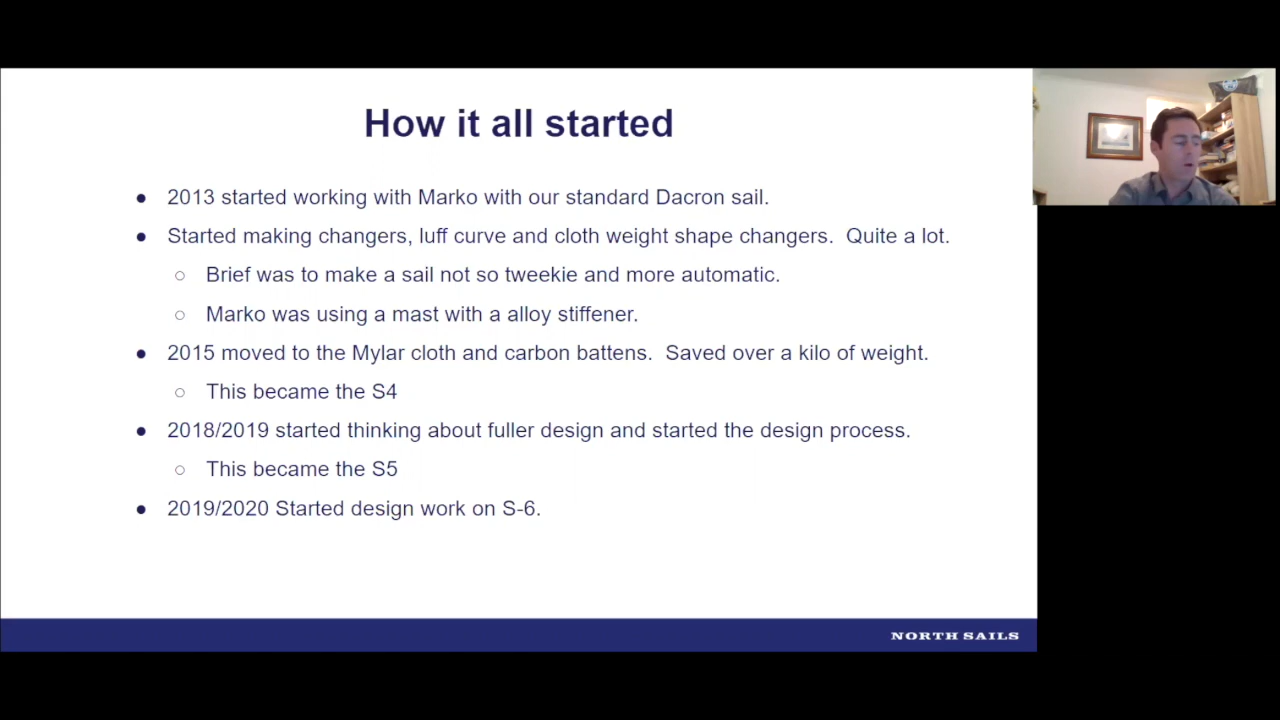 How it all started
● 2013 started working with Marko with our standard Dacron sail.
● Started making changers, luff curve and cloth weight shape changers.  Quite a lot.
○ Brief was to make a sail not so tweekie and more automatic.
○ Marko was using a mast with a alloy stiffener.
● 2015 moved to the Mylar cloth and carbon battens.  Saved over a kilo of weight.
○ This became the S4
● 2018/2019 started thinking about fuller design and started the design process.
○ This became the S5
● 2019/2020 Started design work on S-6.
NORTH SAILS